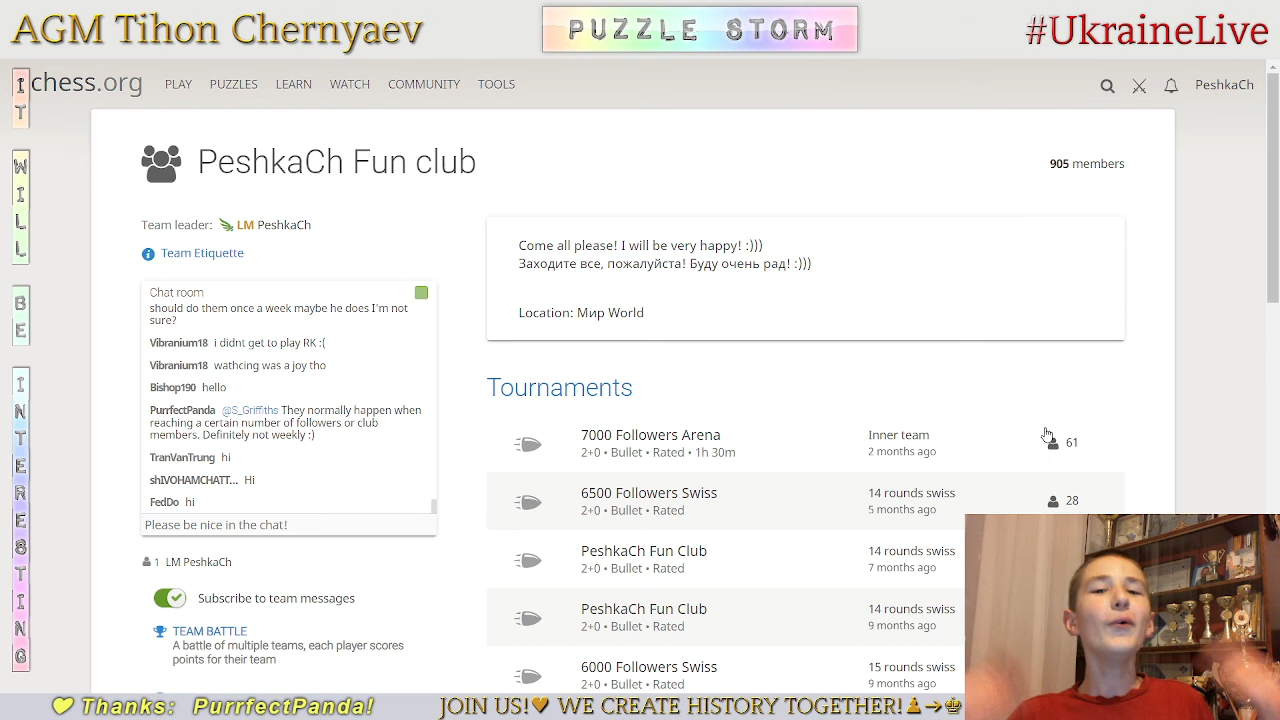 AGM Tihon Chernyaev
PUZZLE STORM
#UkraineLive
chess.org
PLAY
PUZZLES
LEARN
WATCH
COMMUNITY
TOOLS
PeshkaCh
IT
WILL
BE
INTERESTING
PeshkaCh Fun club
905 members
Team leader: LM PeshkaCh
Team Etiquette
Come all please! I will be very happy! :)))
Заходите все, пожалуйста! Буду очень рад! :)))
Location: Мир World
Chat room
should do them once a week maybe he does I'm not
sure?
Vibranium18 i didnt get to play RK :(
Vibranium18 wathcing was a joy tho
Bishop190 hello
PurrfectPanda @S_Griffiths They normally happen when
reaching a certain number of followers or club
members. Definitely not weekly :)
TranVanTrung hi
shIVOHAMCHATT... Hi
FedDo hi
Please be nice in the chat!
1 LM PeshkaCh
Subscribe to team messages
TEAM BATTLE
A battle of multiple teams, each player scores
points for their team
Tournaments
7000 Followers Arena
2+0 • Bullet • Rated • 1h 30m
Inner team
2 months ago
61
6500 Followers Swiss
2+0 • Bullet • Rated
14 rounds swiss
5 months ago
28
PeshkaCh Fun Club
2+0 • Bullet • Rated
14 rounds swiss
7 months ago
PeshkaCh Fun Club
2+0 • Bullet • Rated
14 rounds swiss
9 months ago
6000 Followers Swiss
2+0 • Bullet • Rated
15 rounds swiss
9 months ago
Thanks: PurrfectPanda!
JOIN US!♥ WE CREATE HISTORY TOGETHER!♟→♚